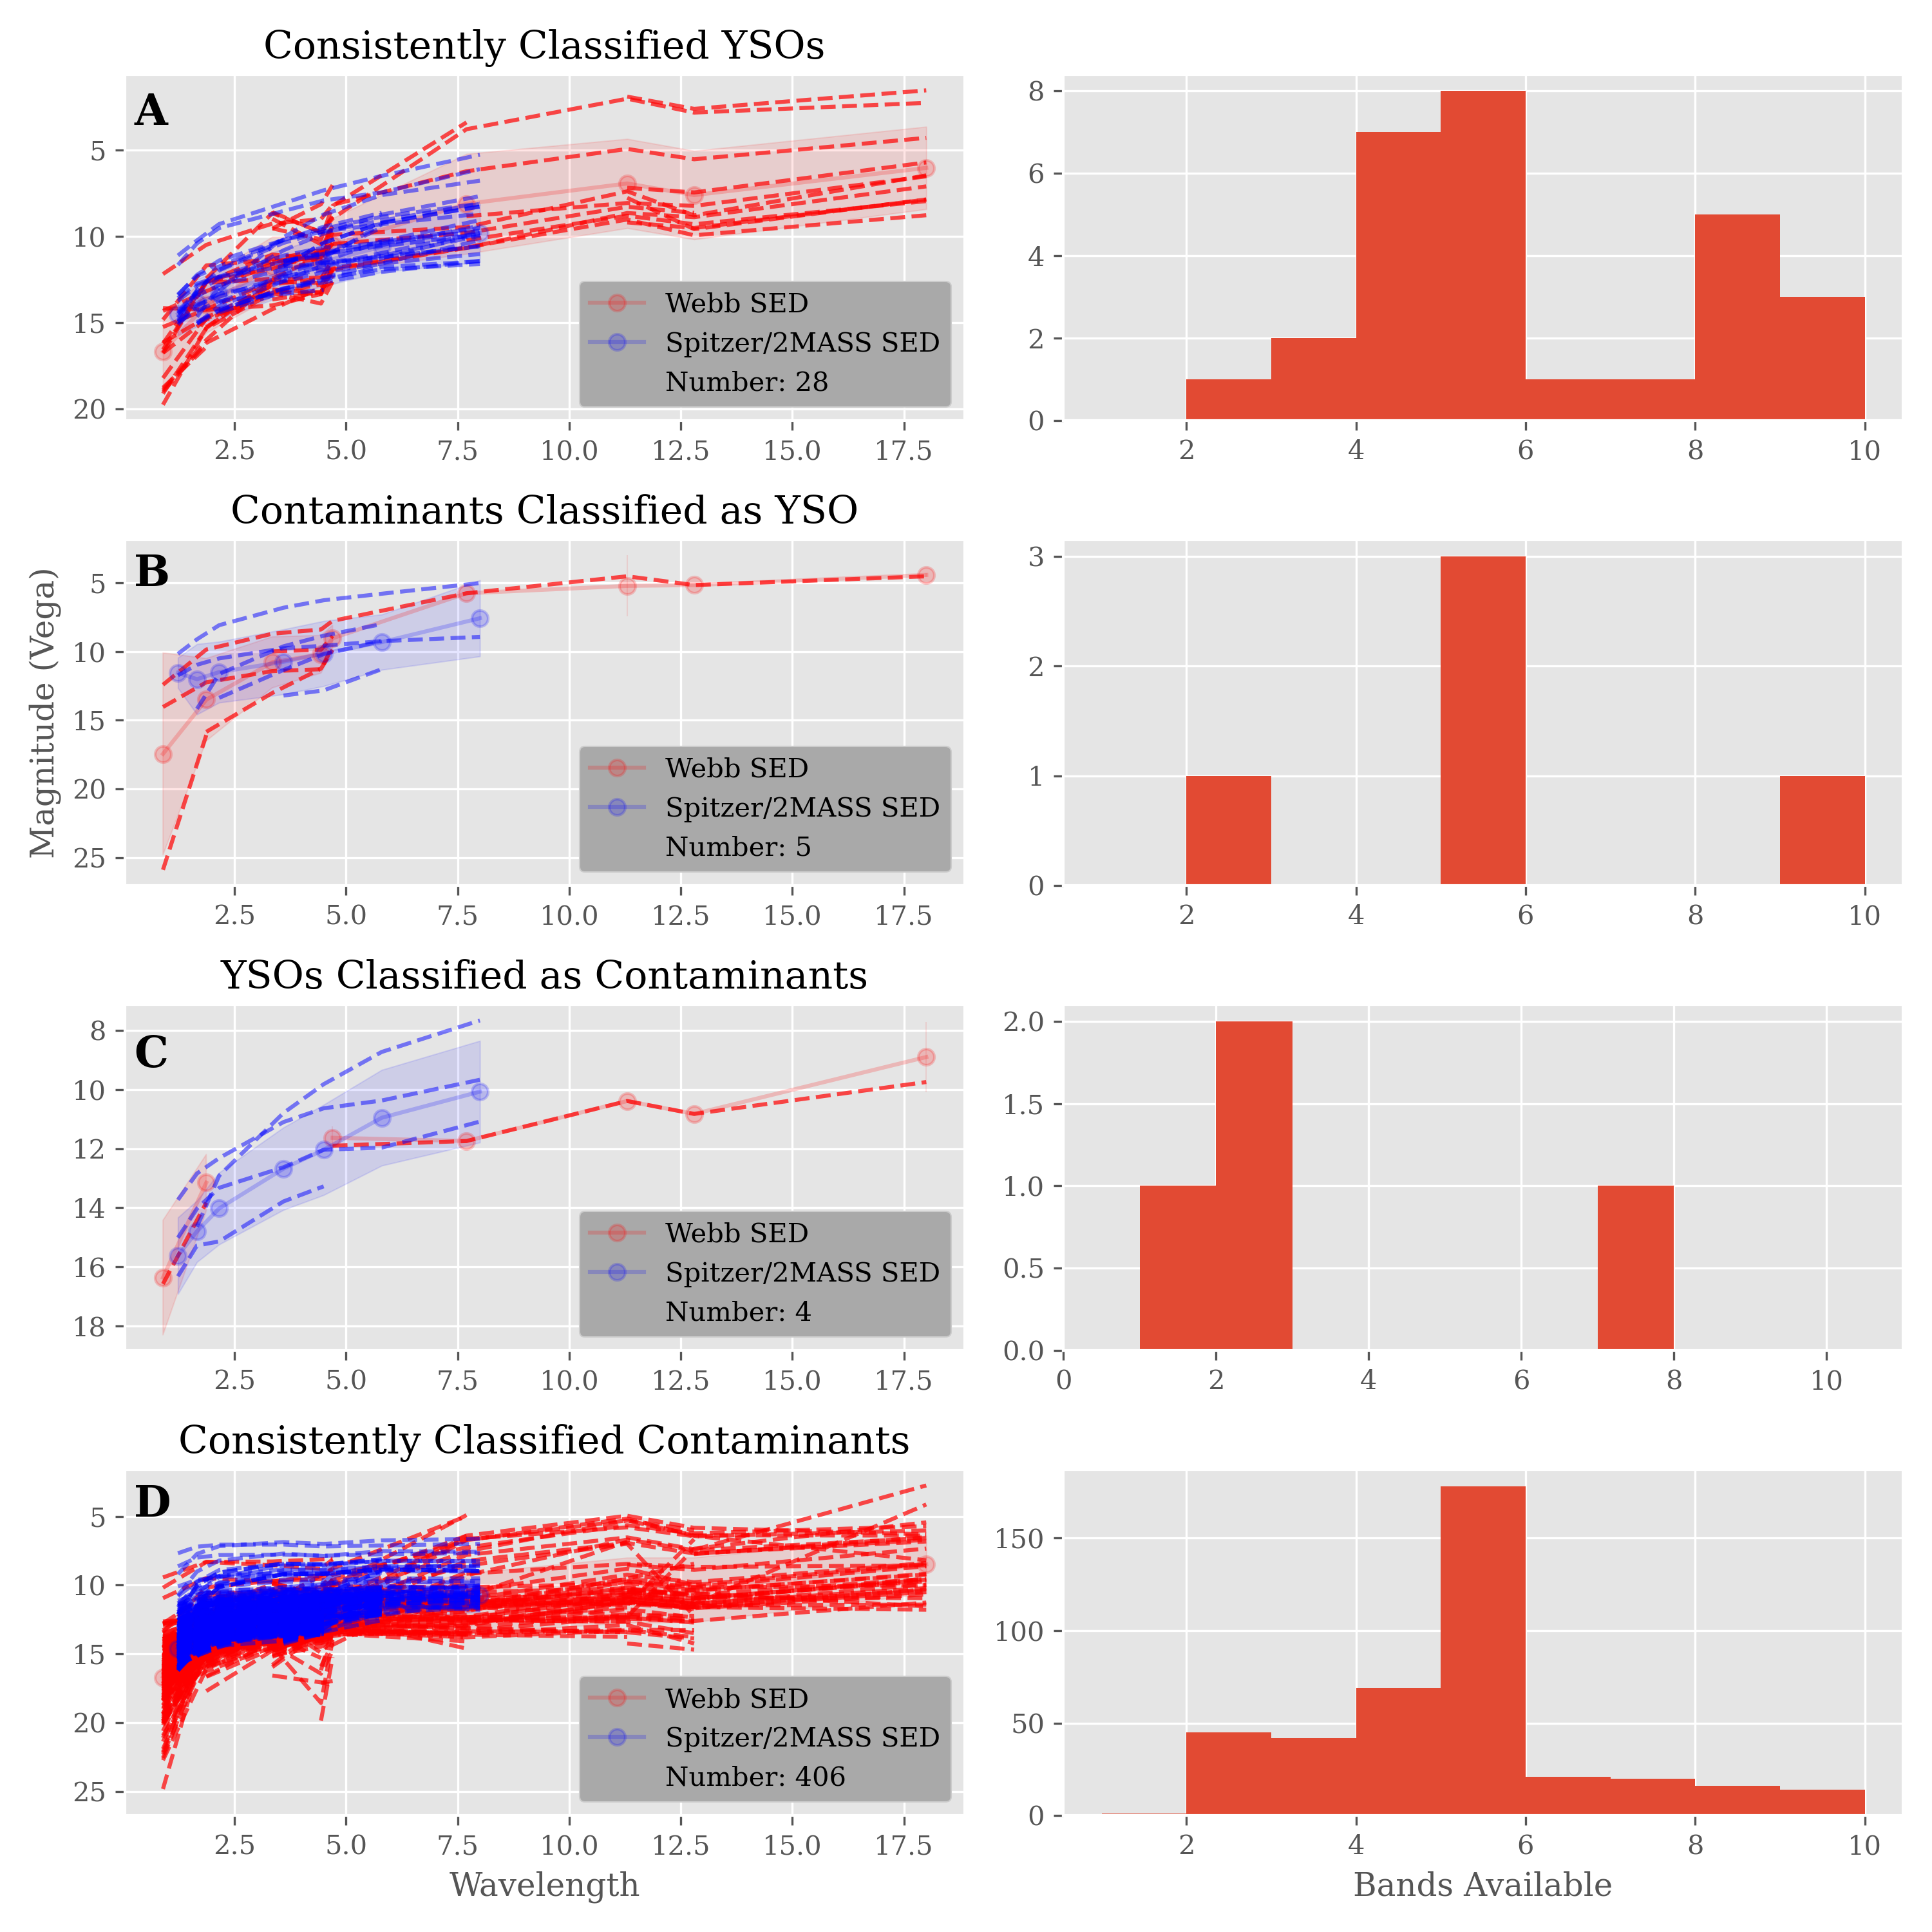 Consistently Classified YSOs
A
5
10
15
20
2.5 5.0 7.5 10.0 12.5 15.0 17.5
Webb SED
Spitzer/2MASS SED
Number: 28
8
6
4
2
0
2 4 6 8 10
Contaminants Classified as YSO
B
Magnitude (Vega)
5
10
15
20
25
2.5 5.0 7.5 10.0 12.5 15.0 17.5
Webb SED
Spitzer/2MASS SED
Number: 5
3
2
1
0
2 4 6 8 10
YSOs Classified as Contaminants
C
8
10
12
14
16
18
2.5 5.0 7.5 10.0 12.5 15.0 17.5
Webb SED
Spitzer/2MASS SED
Number: 4
2.0
1.5
1.0
0.5
0.0
0 2 4 6 8 10
Consistently Classified Contaminants
D
5
10
15
20
25
2.5 5.0 7.5 10.0 12.5 15.0 17.5
Webb SED
Spitzer/2MASS SED
Number: 406
Wavelength
150
100
50
0
2 4 6 8 10
Bands Available